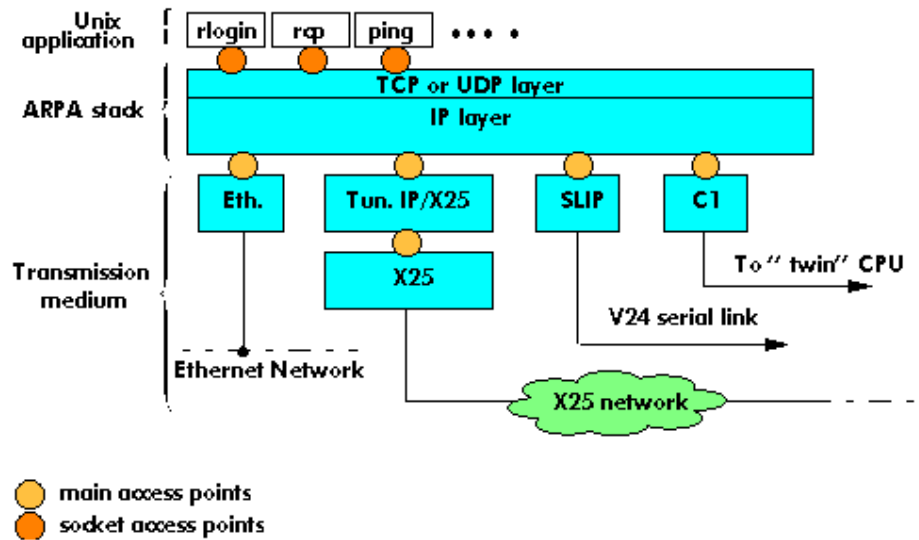 Unix
application
rlogin
rcp
ping
TCP or UDP layer
ARPA stack
IP layer
Eth.
Tun. IP/X25
SLIP
C1
X25
Transmission
medium
To " twin" CPU
V24 serial link
Ethernet Network
X25 network
main access points
socket access points